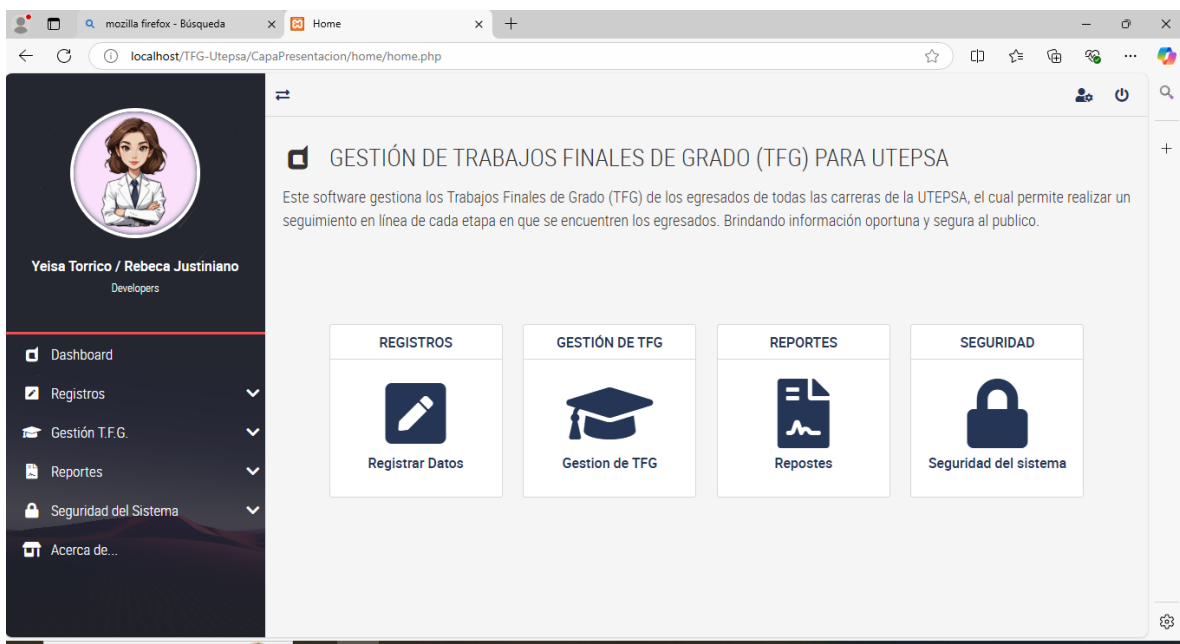 mozilla firefox - Búsqueda
Home
localhost/TFG-Utepsa/CapaPresentacion/home/home.php
Yeisa Torrico / Rebeca Justiniano
Developers
Dashboard
Registros
Gestión T.F.G.
Reportes
Seguridad del Sistema
Acerca de...
GESTIÓN DE TRABAJOS FINALES DE GRADO (TFG) PARA UTEPSA
Este software gestiona los Trabajos Finales de Grado (TFG) de los egresados de todas las carreras de la UTEPSA, el cual permite realizar un
seguimiento en línea de cada etapa en que se encuentren los egresados. Brindando información oportuna y segura al publico.
REGISTROS
Registrar Datos
GESTIÓN DE TFG
Gestion de TFG
REPORTES
Repostes
SEGURIDAD
Seguridad del sistema